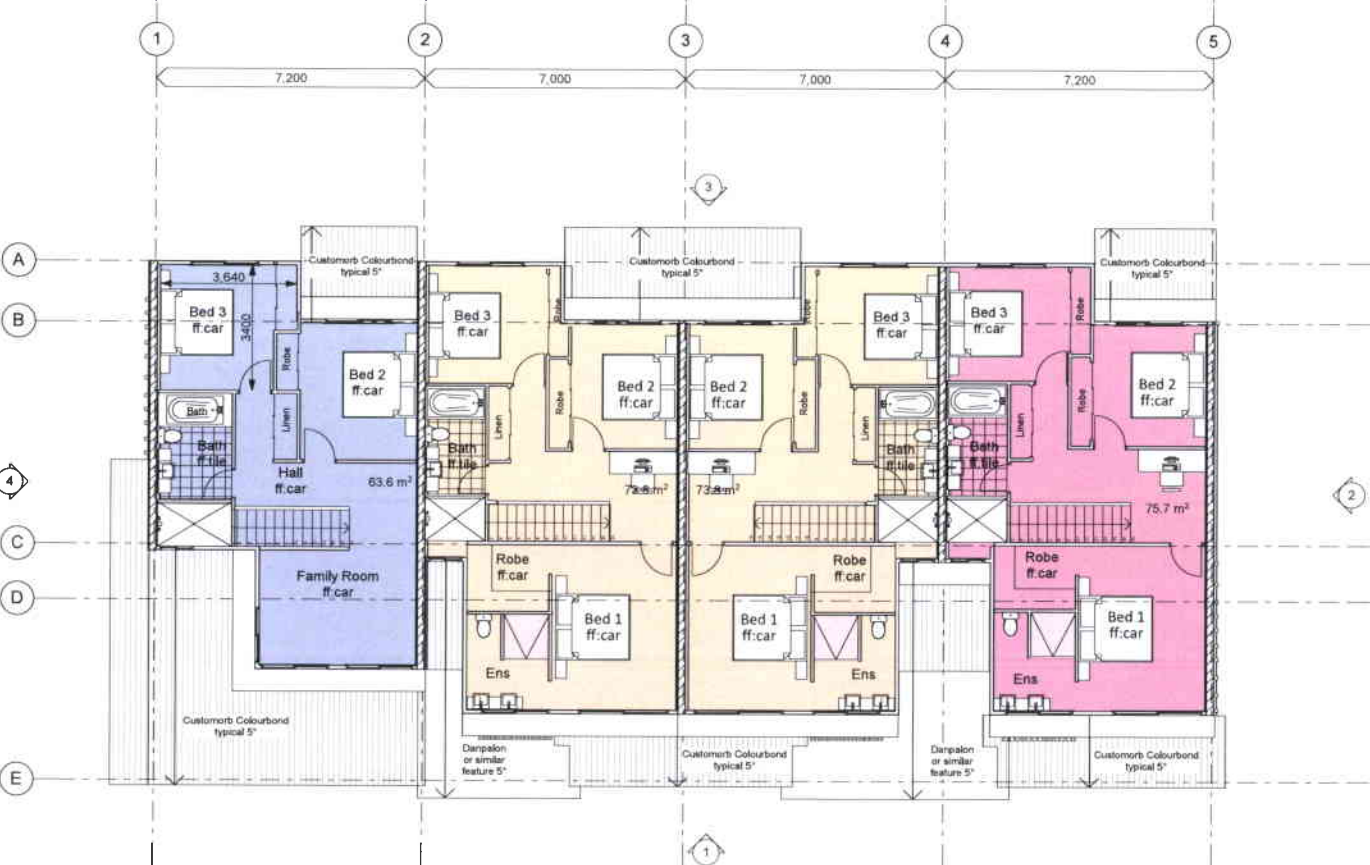 1
2
3
4
5
7,200
7,000
7,000
7,200
3
A
Customorb Colourbond
typical 5°
Customorb Colourbond
typical 5°
Customorb Colourbond
typical 5°
3,640
3400
B
Bed 3
ff:car
Robe
Bed 2
ff:car
Linen
Bath
Bath
ff:tile
Hall
ff:car
63.6 m²
Family Room
ff:car
Bed 3
ff:car
Robe
Bed 2
ff:car
Robe
Linen
Bath
ff:tile
m²
Robe
ff:car
Bed 1
ff:car
Ens
Robe
Bed 3
ff:car
Bed 2
ff:car
Robe
Linen
Bath
ff:tile
m²
Robe
ff:car
Bed 1
ff:car
Ens
Bed 3
ff:car
Robe
Bed 2
ff:car
Robe
Linen
Bath
ff:tile
75.7 m²
Robe
ff:car
Bed 1
ff:car
Ens
4
2
C
D
E
Customorb Colourbond
typical 5°
Danpalon
or similar
feature 5°
Customorb Colourbond
typical 5°
Danpalon
or similar
feature 5°
Customorb Colourbond
typical 5°
1